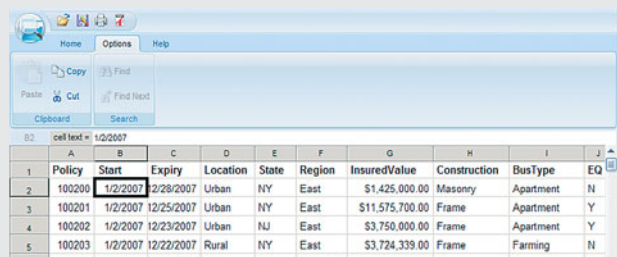 Home Options Help
Copy Find
Paste Cut Find Next
Clipboard Search
B2 cell text = 1/2/2007
A B C D E F G H I J
1 Policy Start Expiry Location State Region InsuredValue Construction BusType EQ
2 100200 1/2/2007 12/28/2007 Urban NY East $1,425,000.00 Masonry Apartment N
3 100201 1/2/2007 12/25/2007 Urban NY East $11,575,700.00 Frame Apartment Y
4 100202 1/2/2007 12/23/2007 Urban NJ East $3,750,000.00 Frame Apartment Y
5 100203 1/2/2007 12/22/2007 Rural NY East $3,724,339.00 Frame Farming N